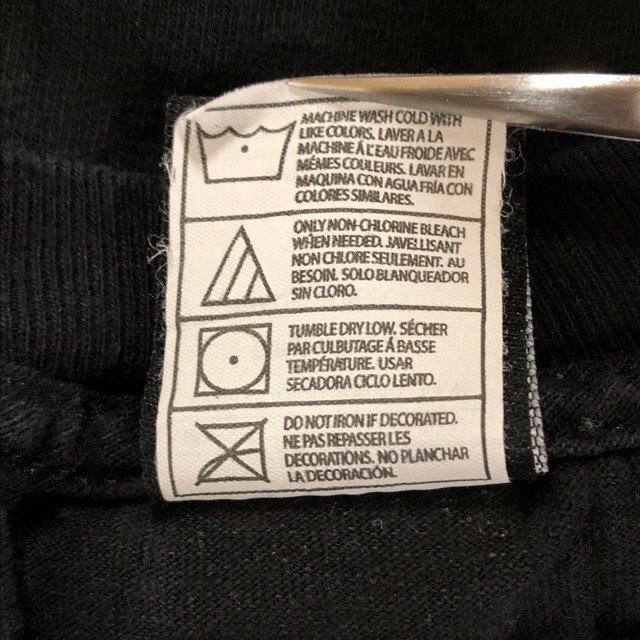 MACHINE WASH COLD WITH
LIKE COLORS. LAVER A LA
MACHINE À L'EAU FROIDE AVEC
MÊMES COULEURS. LAVAR EN
MAQUINA CON AGUA FRÍA CON
COLORES SIMILARES.
ONLY NON-CHLORINE BLEACH
WHEN NEEDED. JAVELLISANT
NON CHLORE SEULEMENT. AU
BESOIN. SOLO BLANQUEADOR
SIN CLORO.
TUMBLE DRY LOW. SÉCHER
PAR CULBUTAGE Á BASSE
TEMPÉRATURE. USAR
SECADORA CICLO LENTO.
DO NOT IRON IF DECORATED.
NE PAS REPASSER LES
DECORATIONS. NO PLANCHAR
LA DECORACIÓN.